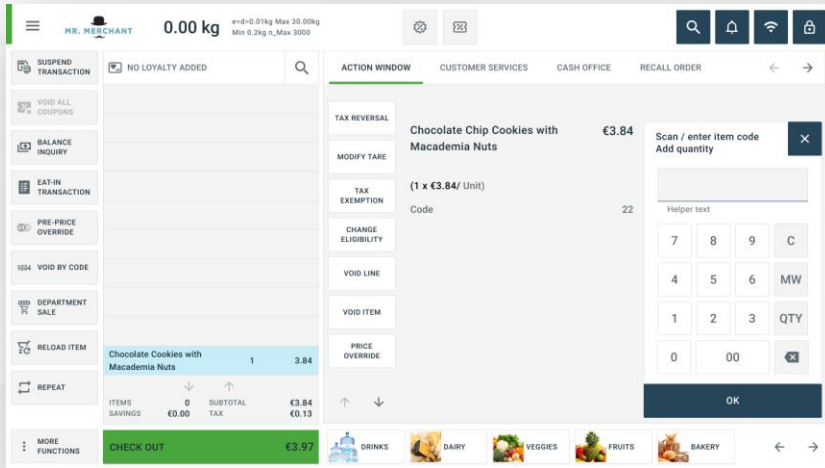 MR. MERCHANT
0.00 kg
e=d=0.01kg Max 30.00kg
Min 0.2kg n_Max 3000
SUSPEND
TRANSACTION
VOID ALL
COUPONS
BALANCE
INQUIRY
EAT-IN
TRANSACTION
PRE-PRICE
OVERRIDE
1234 VOID BY CODE
DEPARTMENT
SALE
RELOAD ITEM
REPEAT
MORE
FUNCTIONS
NO LOYALTY ADDED
Chocolate Cookies with
Macademia Nuts
1 3.84
ITEMS 0 SUBTOTAL €3.84
SAVINGS €0.00 TAX €0.13
CHECK OUT €3.97
ACTION WINDOW CUSTOMER SERVICES CASH OFFICE RECALL ORDER
TAX REVERSAL
MODIFY TARE
TAX
EXEMPTION
CHANGE
ELIGIBILITY
VOID LINE
VOID ITEM
PRICE
OVERRIDE
Chocolate Chip Cookies with €3.84
Macademia Nuts
(1 x €3.84/ Unit)
Code 22
Scan / enter item code
Add quantity
Helper text
7 8 9 C
4 5 6 MW
1 2 3 QTY
0 00
OK
DRINKS DAIRY VEGGIES FRUITS BAKERY